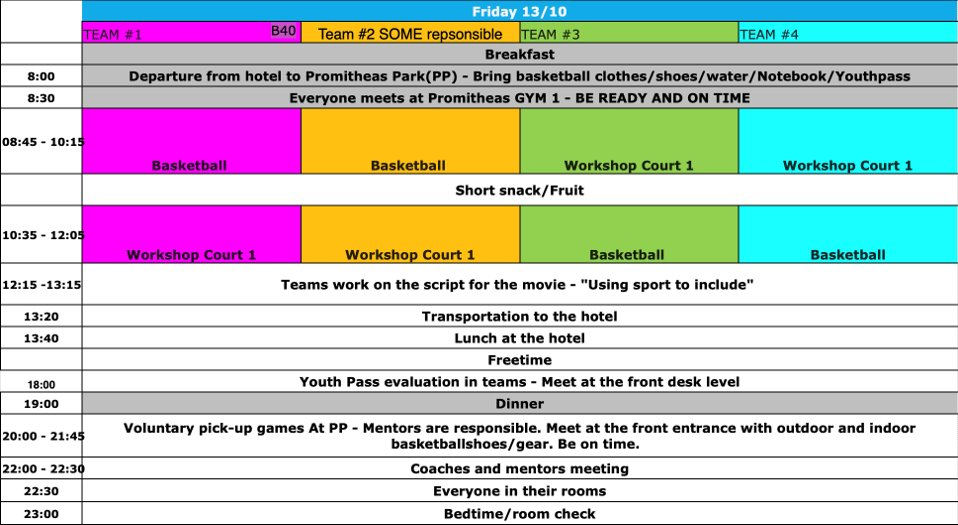 Friday 13/10
TEAM #1 B40 Team #2 SOME repsonsible TEAM #3 TEAM #4
Breakfast
8:00 Departure from hotel to Promitheas Park(PP) - Bring basketball clothes/shoes/water/Notebook/Youthpass
8:30 Everyone meets at Promitheas GYM 1 - BE READY AND ON TIME
08:45 - 10:15 Basketball Basketball Workshop Court 1 Workshop Court 1
Short snack/Fruit
10:35 - 12:05 Workshop Court 1 Workshop Court 1 Basketball Basketball
12:15 -13:15 Teams work on the script for the movie - "Using sport to include"
13:20 Transportation to the hotel
13:40 Lunch at the hotel
Freetime
18:00 Youth Pass evaluation in teams - Meet at the front desk level
19:00 Dinner
20:00 - 21:45 Voluntary pick-up games At PP - Mentors are responsible. Meet at the front entrance with outdoor and indoor
basketballshoes/gear. Be on time.
22:00 - 22:30 Coaches and mentors meeting
22:30 Everyone in their rooms
23:00 Bedtime/room check